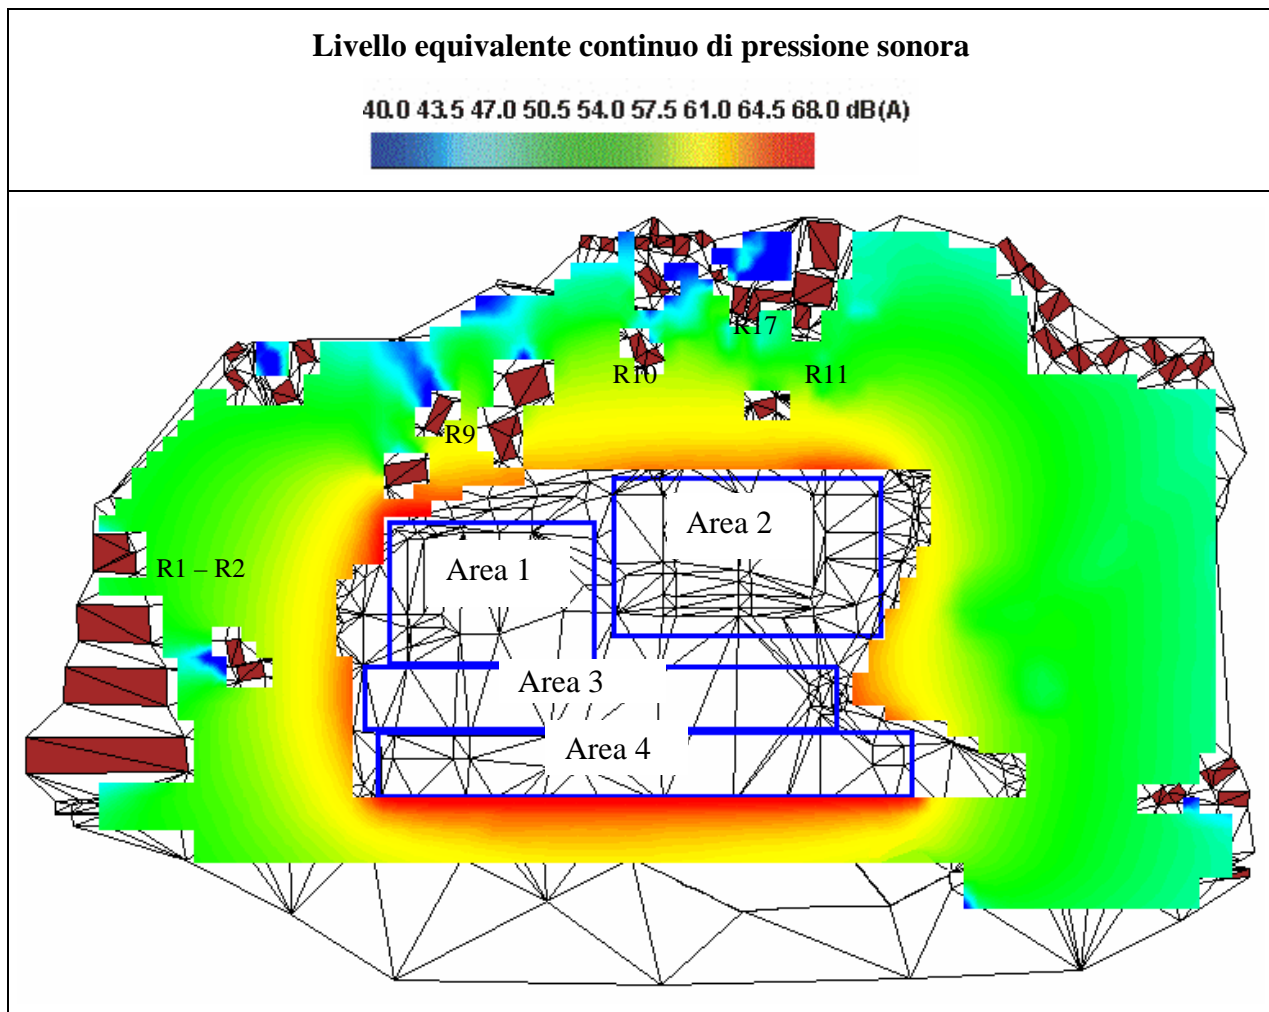 Livello equivalente continuo di pressione sonora
40.0 43.5 47.0 50.5 54.0 57.5 61.0 64.5 68.0 dB(A)
R17
R10
R11
R9
Area 2
R1 – R2
Area 1
Area 3
Area 4